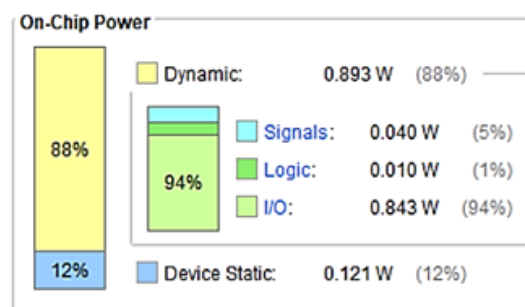 On-Chip Power
Dynamic: 0.893 W (88%)
88%
Signals: 0.040 W (5%)
Logic: 0.010 W (1%)
94%
I/O: 0.843 W (94%)
12%
Device Static: 0.121 W (12%)